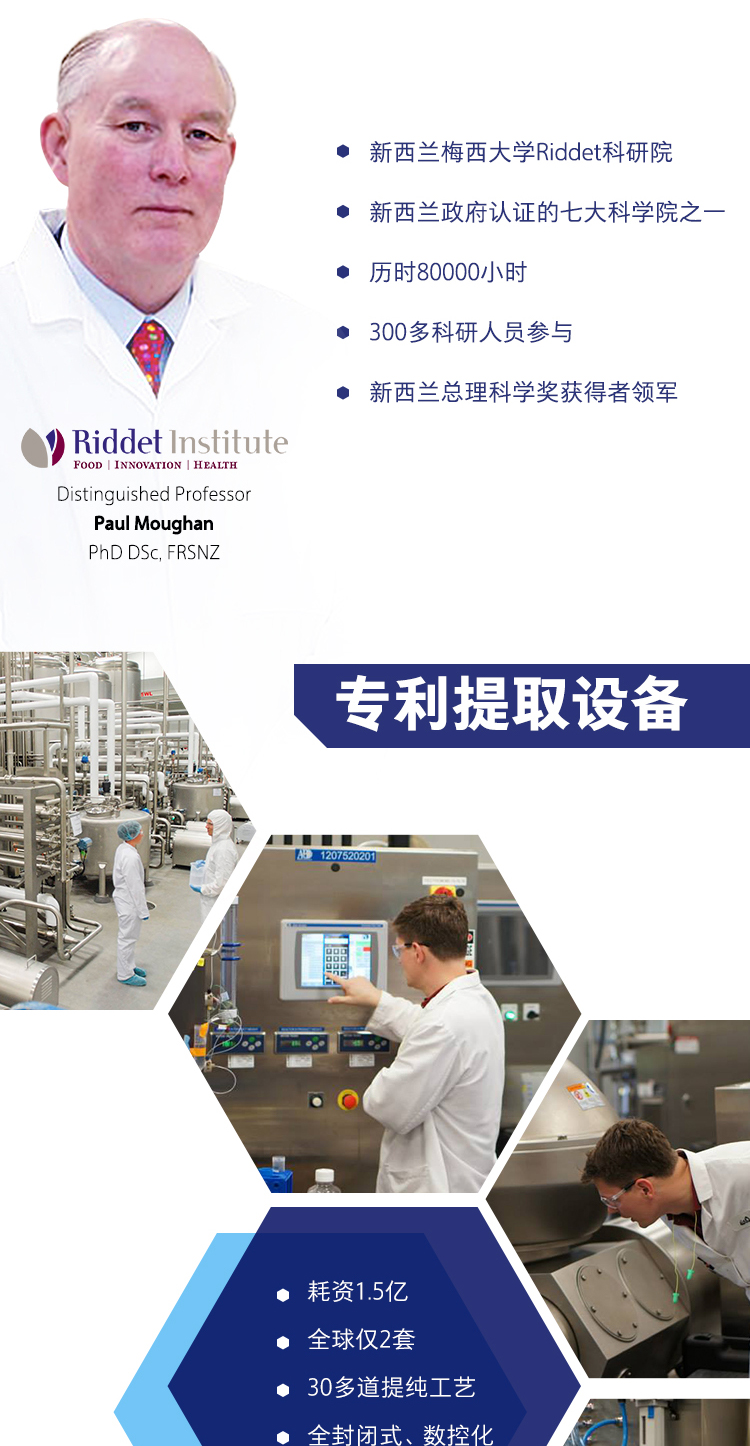 新西兰梅西大学Riddet科研院
新西兰政府认证的七大科学院之一
历时80000小时
300多科研人员参与
新西兰总理科学奖获得者领军
Riddet Institute
FOOD | INNOVATION | HEALTH
Distinguished Professor
Paul Moughan
PhD DSc, FRSNZ
专利提取设备
1207520201
耗资1.5亿
全球仅2套
30多道提纯工艺
全封闭式、数控化